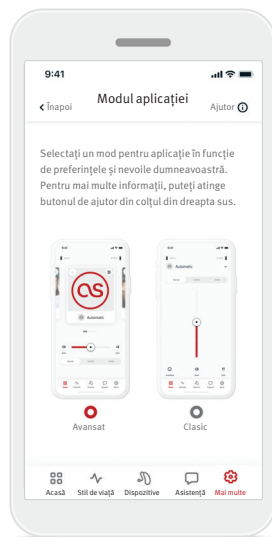 9:41
Înapoi
Modul aplicației
Ajutor
Selectați un mod pentru aplicație în funcție
de preferințele și nevoile dumneavoastră.
Pentru mai multe informații, puteți atinge
butonul de ajutor din colțul din dreapta sus.
Automatic
Automatic
Avansat
Clasic
Acasă
Stil de viață
Dispozitive
Asistență
Mai multe